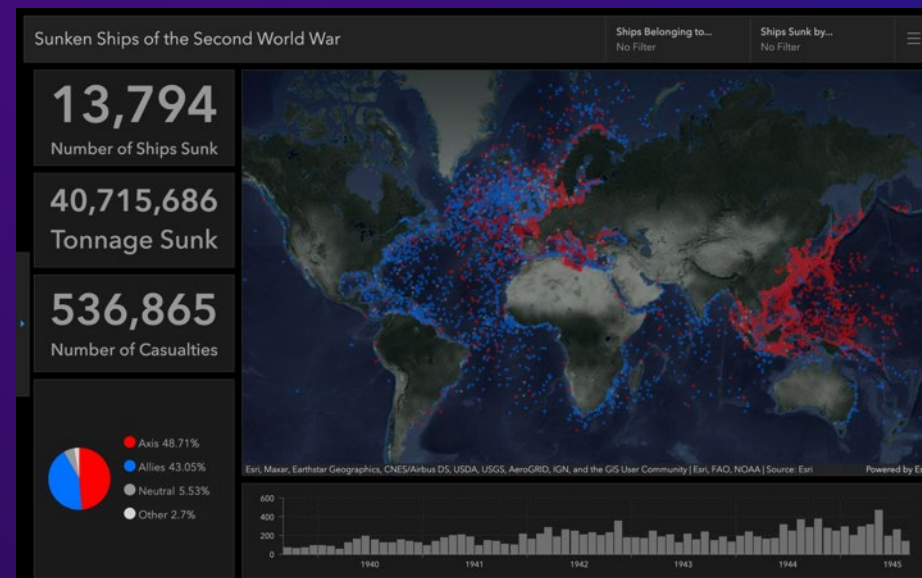 Sunken Ships of the Second World War
Ships Belonging to...
No Filter
Ships Sunk by...
No Filter
13,794
Number of Ships Sunk
40,715,686
Tonnage Sunk
536,865
Number of Casualties
Axis 48.71%
Allies 43.05%
Neutral 5.53%
Other 2.7%
Esri, Maxar, Earthstar Geographics, CNES/Airbus DS, USDA, USGS, AeroGRID, IGN, and the GIS User Community | Esri, FAO, NOAA | Source: Esri
Powered by Es
600
400
200
0
1940 1941 1942 1943 1944 1945